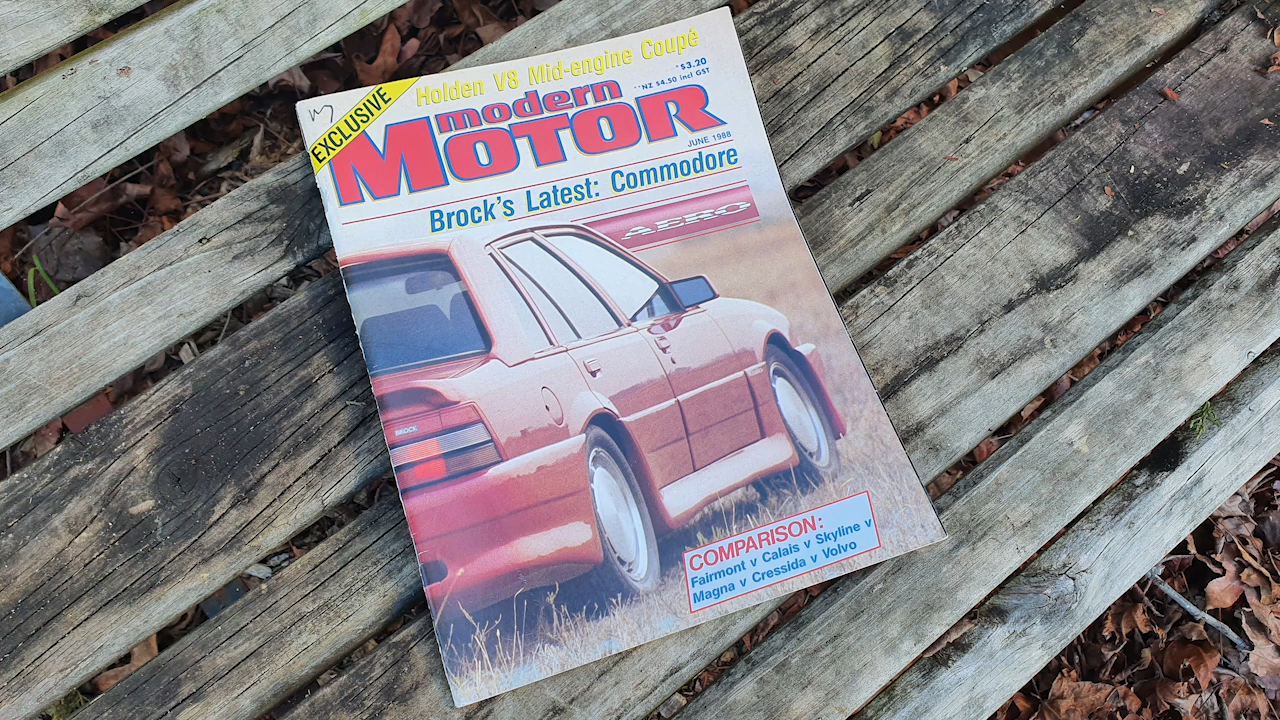 EXCLUSIVE
Holden V8 Mid-engine Coupé
*$3.20
**NZ $4.50 incl GST
modern
MOTOR
JUNE 1988
Brock's Latest: Commodore
AERO
BROCK
COMPARISON:
Fairmont v Calais v Skyline v
Magna v Cressida v Volvo